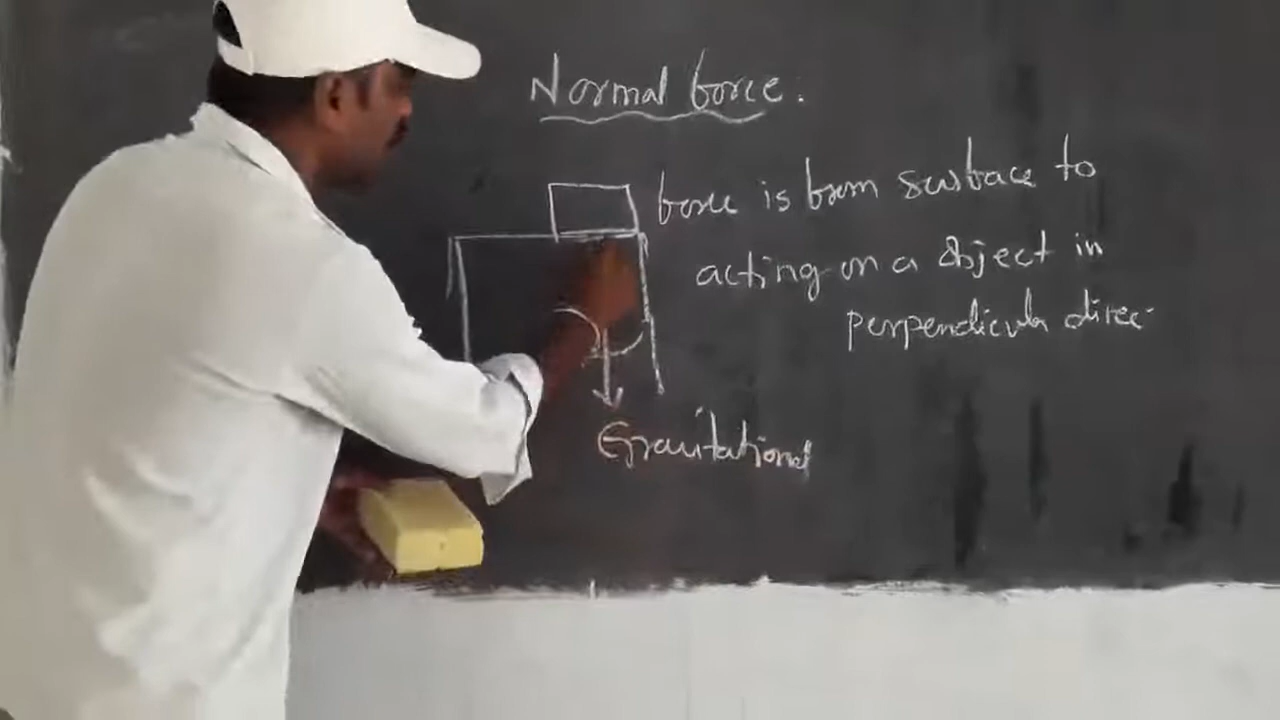 Normal force.
force is from surface to
acting on a object in
perpendicular direc-
Gravitational